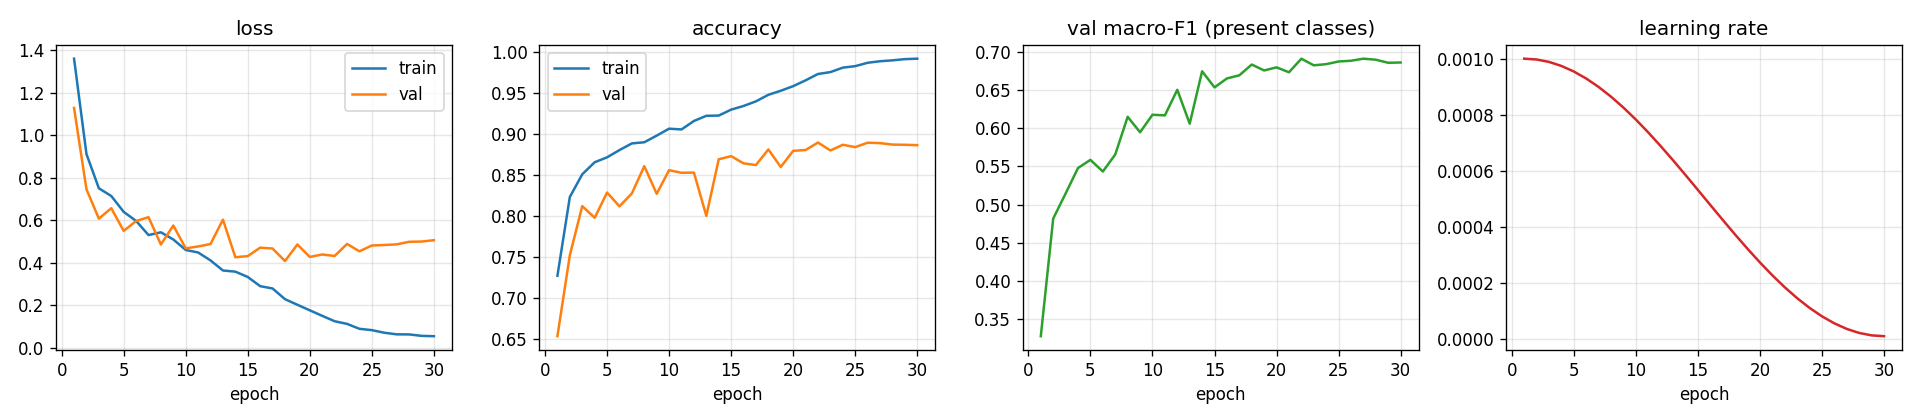 loss
1.4
1.2
1.0
0.8
0.6
0.4
0.2
0.0
train
val
0 5 10 15 20 25 30
epoch
accuracy
1.00
0.95
0.90
0.85
0.80
0.75
0.70
0.65
train
val
0 5 10 15 20 25 30
epoch
val macro-F1 (present classes)
0.70
0.65
0.60
0.55
0.50
0.45
0.40
0.35
0 5 10 15 20 25 30
epoch
learning rate
0.0010
0.0008
0.0006
0.0004
0.0002
0.0000
0 5 10 15 20 25 30
epoch